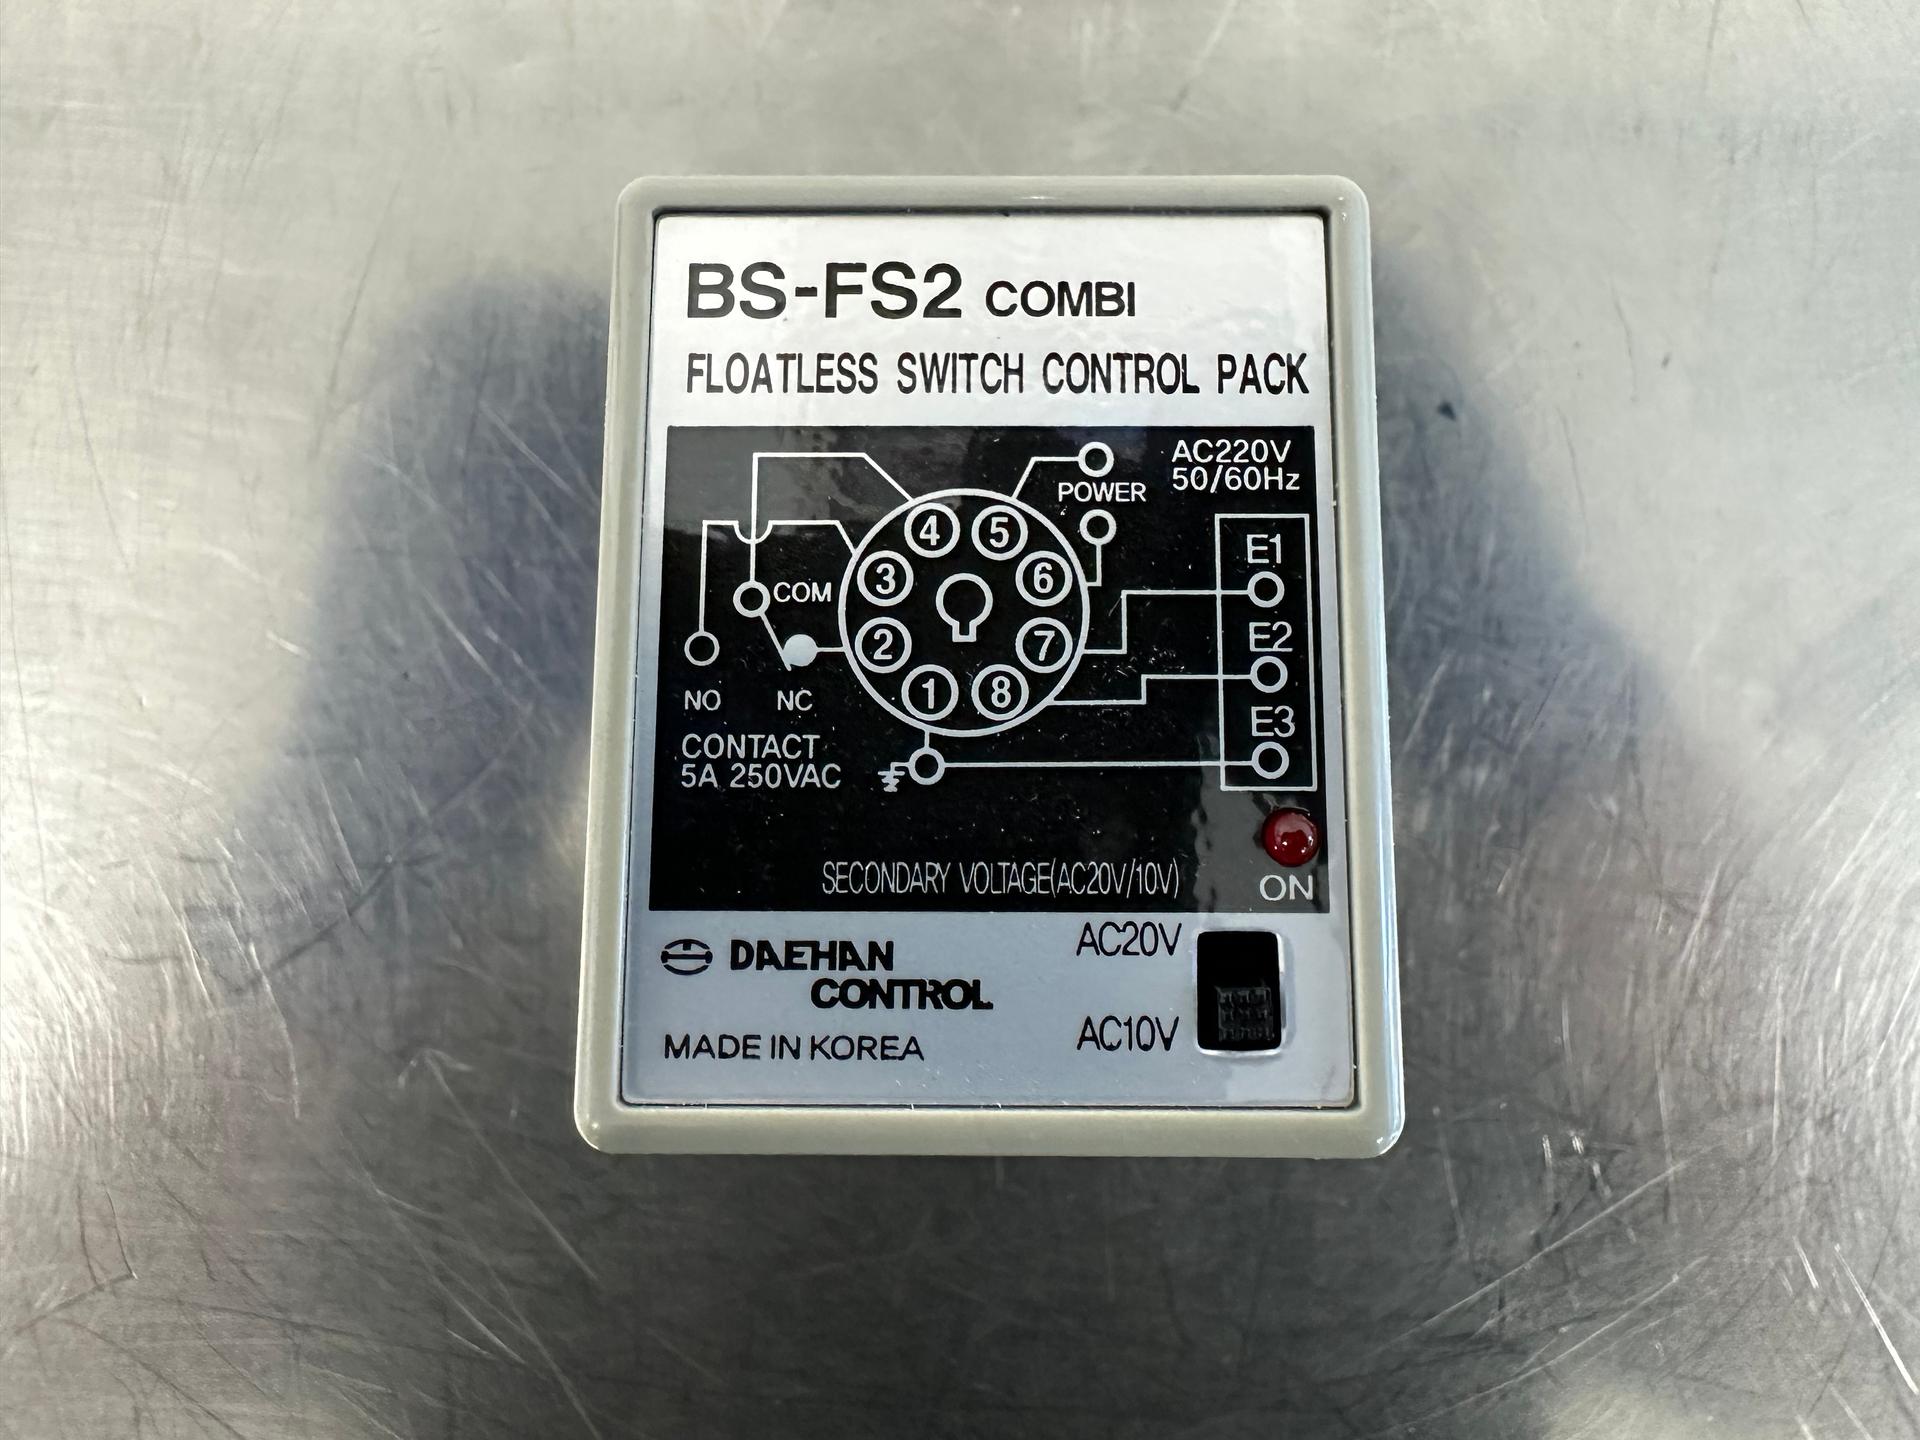 BS-FS2 COMBI
FLOATLESS SWITCH CONTROL PACK
AC220V
50/60Hz
POWER
4 5
3 6
2 7
1 8
COM
NO NC
CONTACT
5A 250VAC
E1
E2
E3
SECONDARY VOLTAGE(AC20V/10V)
ON
DAEHAN
CONTROL
MADE IN KOREA
AC20V
AC10V